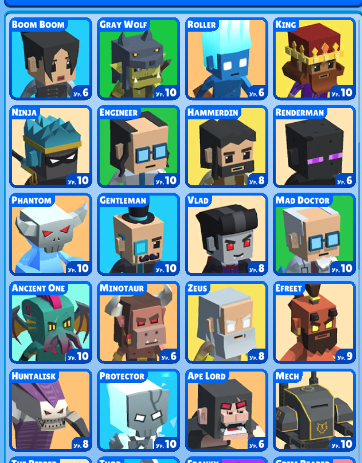 BOOM BOOM GRAY WOLF ROLLER KING
Ур. 6 Ур. 10 Ур. 6 Ур. 10
NINJA ENGINEER HAMMERDIN RENDERMAN
Ур. 10 Ур. 10 Ур. 8 Ур. 6
PHANTOM GENTLEMAN VLAD MAD DOCTOR
Ур. 10 Ур. 10 Ур. 8 Ур. 10
ANCIENT ONE MINOTAUR ZEUS EFREET
Ур. 10 Ур. 6 Ур. 8 Ур. 9
HUNTALISK PROTECTOR APE LORD MECH
Ур. 8 Ур. 10 Ур. 6 Ур. 10